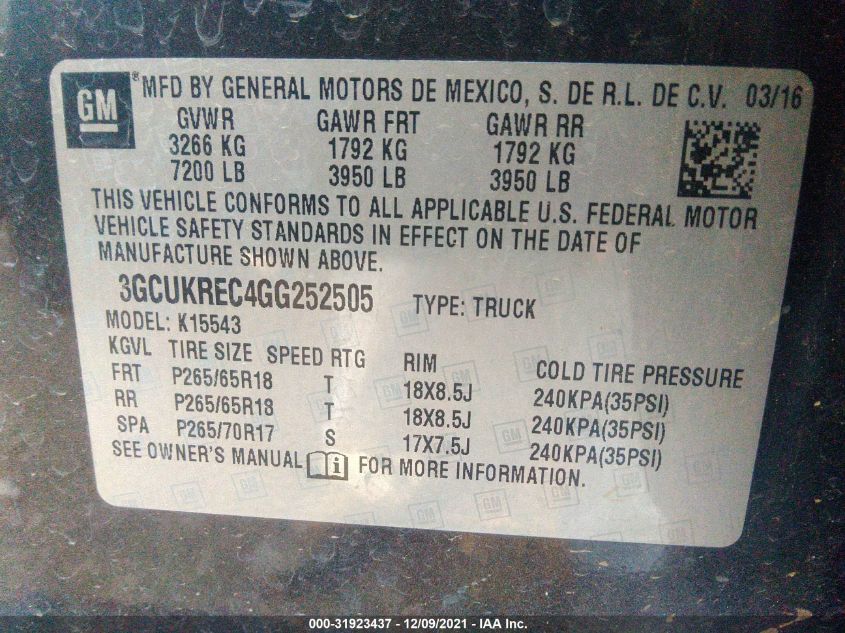 GM ® MFD BY GENERAL MOTORS DE MEXICO, S. DE R.L. DE C.V. 03/16
GVWR GAWR FRT GAWR RR
3266 KG 1792 KG 1792 KG
7200 LB 3950 LB 3950 LB
THIS VEHICLE CONFORMS TO ALL APPLICABLE U.S. FEDERAL MOTOR
VEHICLE SAFETY STANDARDS IN EFFECT ON THE DATE OF
MANUFACTURE SHOWN ABOVE.
3GCUKREC4GG252505 TYPE: TRUCK
MODEL: K15543
KGVL TIRE SIZE SPEED RTG RIM COLD TIRE PRESSURE
FRT P265/65R18 T 18X8.5J 240KPA(35PSI)
RR P265/65R18 T 18X8.5J 240KPA(35PSI)
SPA P265/70R17 S 17X7.5J 240KPA(35PSI)
SEE OWNER'S MANUAL i FOR MORE INFORMATION.
000-31923437 - 12/09/2021 - IAA Inc.